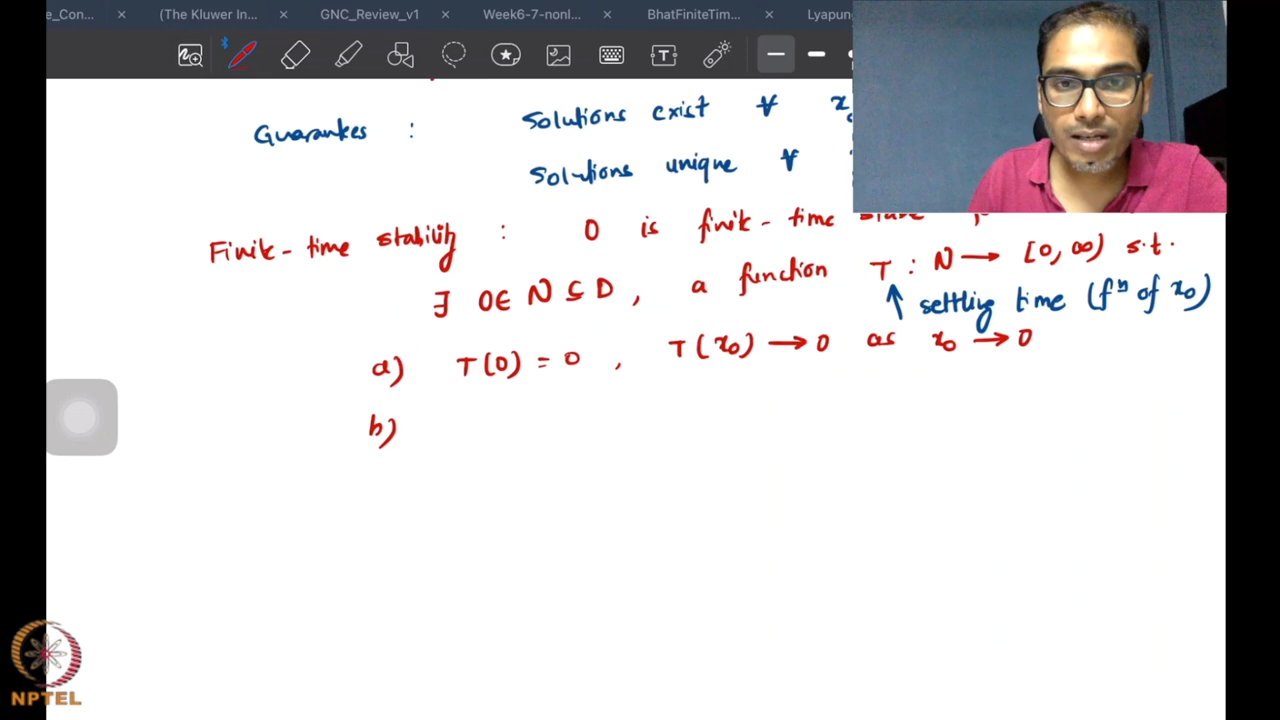 e_Con... (The Kluwer In... GNC_Review_v1 Week6-7-nonl... BhatFiniteTim... Lyapun
Guarantees : Solutions exist ∀
Solutions unique ∀
Finite-time stability : 0 is finite-time
∃ 0 ∈ N ⊆ D, a function T : N → [0, ∞) s.t.
settling time (fⁿ of x₀)
a) T(0) = 0, T(x₀) → 0 as x₀ → 0
b)
NPTEL